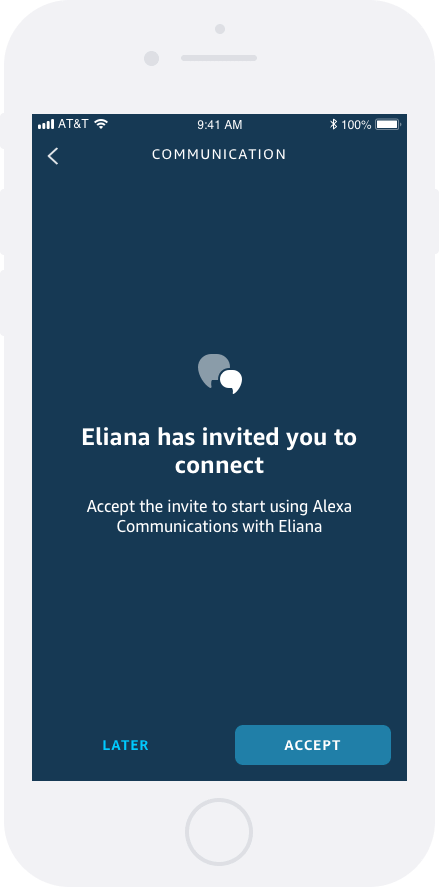 AT&T 9:41 AM 100%
COMMUNICATION
Eliana has invited you to
connect
Accept the invite to start using Alexa
Communications with Eliana
LATER ACCEPT